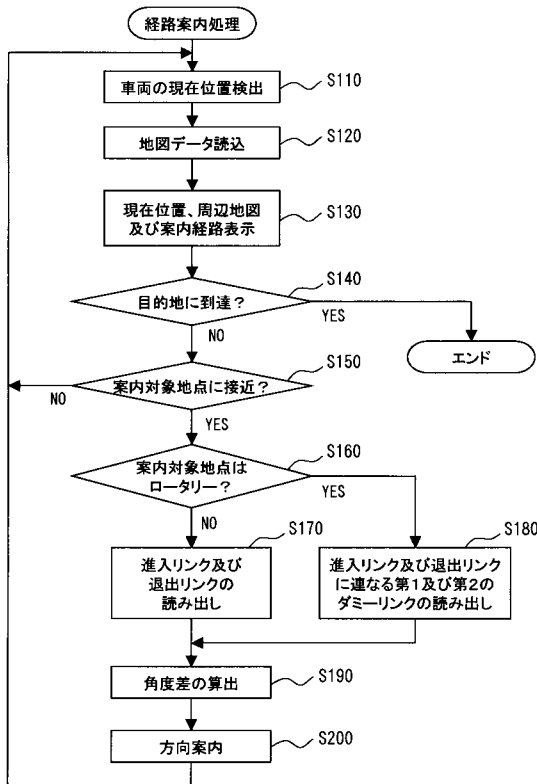 経路案内処理
車両の現在位置検出
S110
地図データ読込
S120
現在位置、周辺地図
及び案内経路表示
S130
目的地に到達?
S140
YES
NO
エンド
案内対象地点に接近?
S150
NO
YES
案内対象地点は
ロータリー?
S160
YES
NO
進入リンク及び
退出リンクの
読み出し
S170
進入リンク及び退出リンク
に連なる第1及び第2の
ダミーリンクの読み出し
S180
角度差の算出
S190
方向案内
S200